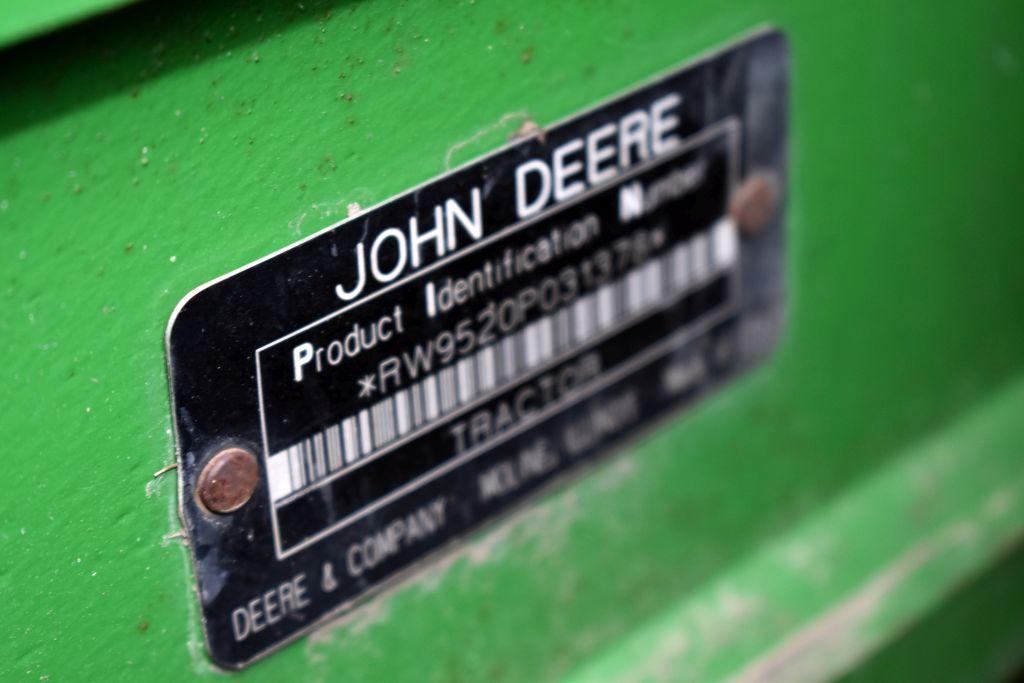 JOHN DEERE
Product Identification Number
*RW9520P031378*
TRACTOR
DEERE & COMPANY MOLINE, ILLINOIS